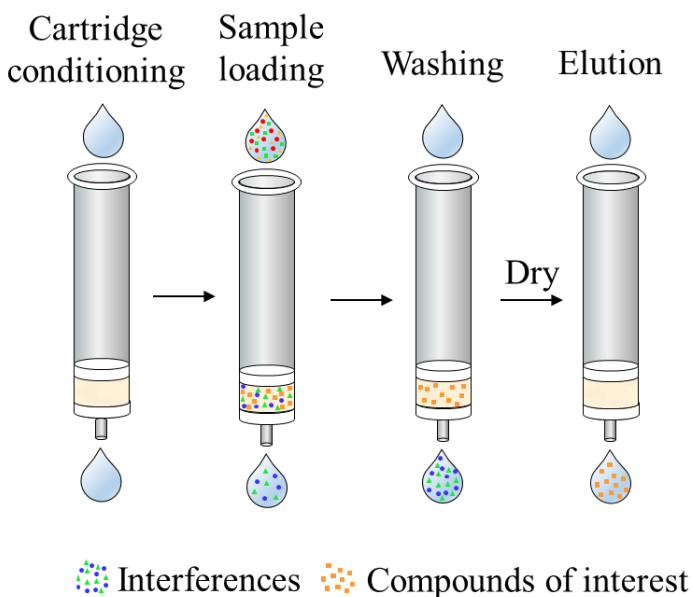 Cartridge
conditioning
Sample
loading
Washing
Elution
Dry
Interferences
Compounds of interest